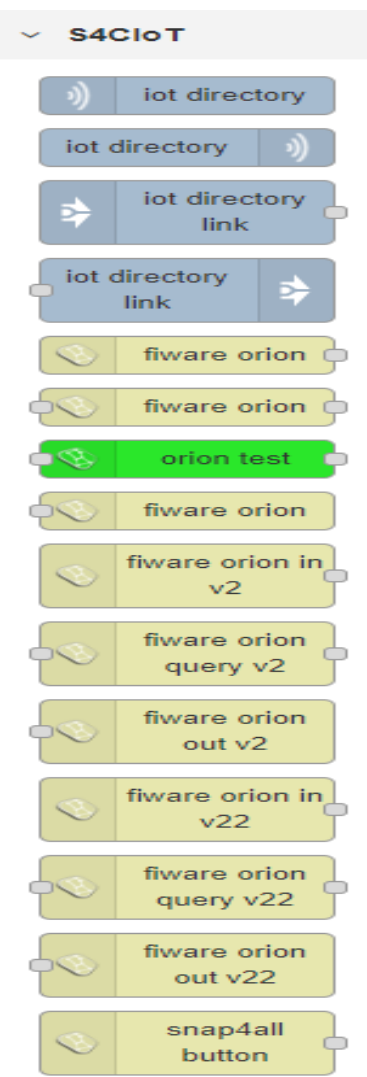 S4CIoT
iot directory
iot directory
iot directory
link
iot directory
link
fiware orion
fiware orion
orion test
fiware orion
fiware orion in
v2
fiware orion
query v2
fiware orion
out v2
fiware orion in
v22
fiware orion
query v22
fiware orion
out v22
snap4all
button